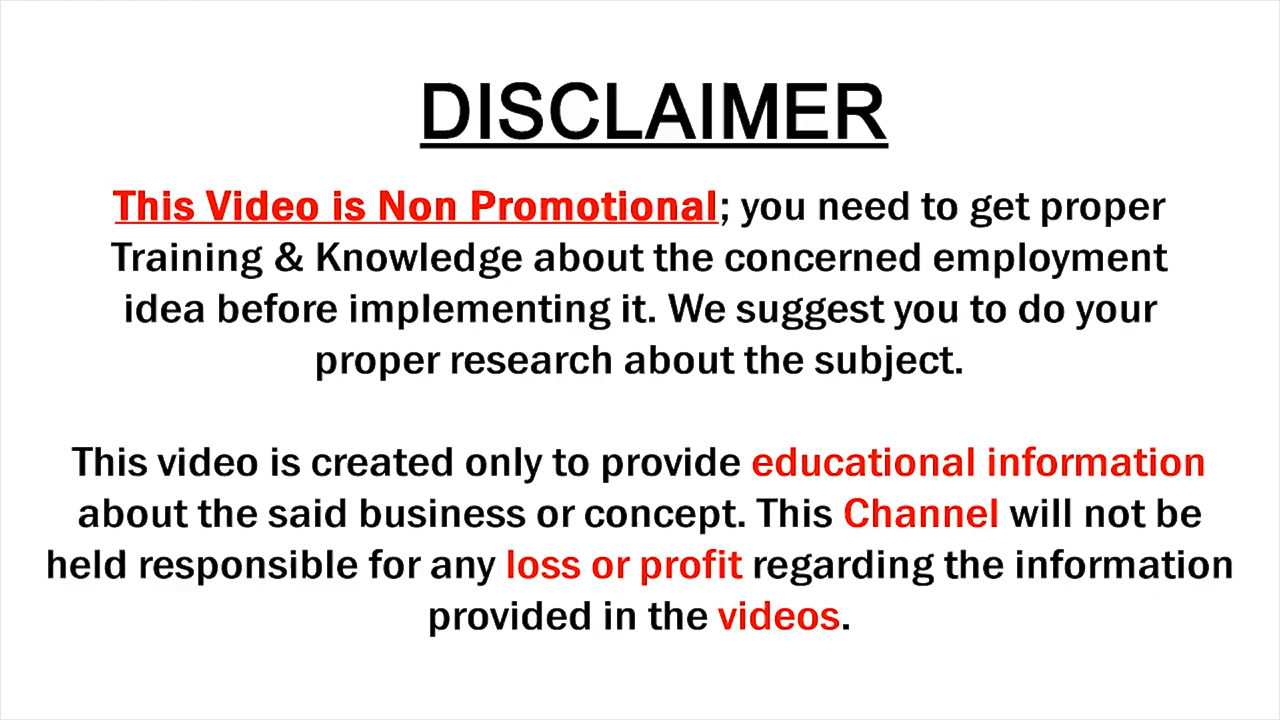 DISCLAIMER
This Video is Non Promotional; you need to get proper
Training & Knowledge about the concerned employment
idea before implementing it. We suggest you to do your
proper research about the subject.
This video is created only to provide educational information
about the said business or concept. This Channel will not be
held responsible for any loss or profit regarding the information
provided in the videos.